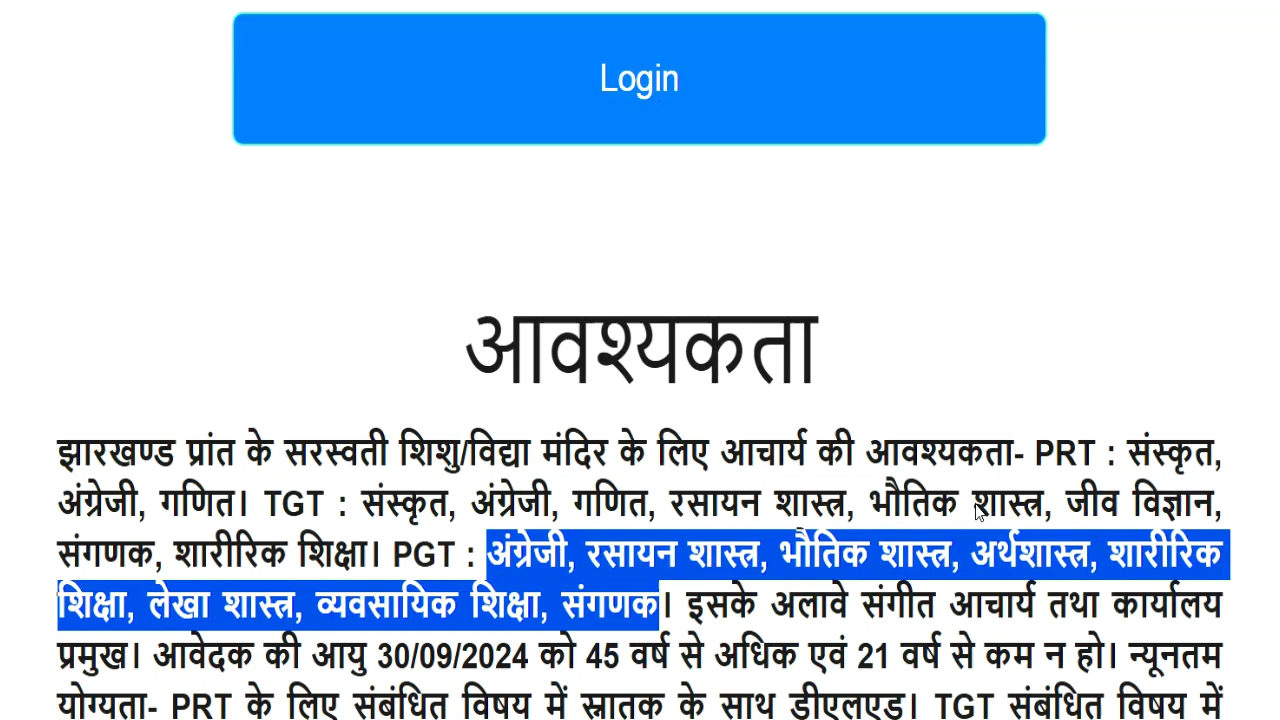 Login
आवश्यकता
झारखण्ड प्रांत के सरस्वती शिशु/विद्या मंदिर के लिए आचार्य की आवश्यकता- PRT : संस्कृत,
अंग्रेजी, गणित। TGT : संस्कृत, अंग्रेजी, गणित, रसायन शास्त्र, भौतिक शास्त्र, जीव विज्ञान,
संगणक, शारीरिक शिक्षा। PGT : अंग्रेजी, रसायन शास्त्र, भौतिक शास्त्र, अर्थशास्त्र, शारीरिक
शिक्षा, लेखा शास्त्र, व्यवसायिक शिक्षा, संगणक। इसके अलावे संगीत आचार्य तथा कार्यालय
प्रमुख। आवेदक की आयु 30/09/2024 को 45 वर्ष से अधिक एवं 21 वर्ष से कम न हो। न्यूनतम
योग्यता- PRT के लिए संबंधित विषय में स्नातक के साथ डीएलएड। TGT संबंधित विषय में